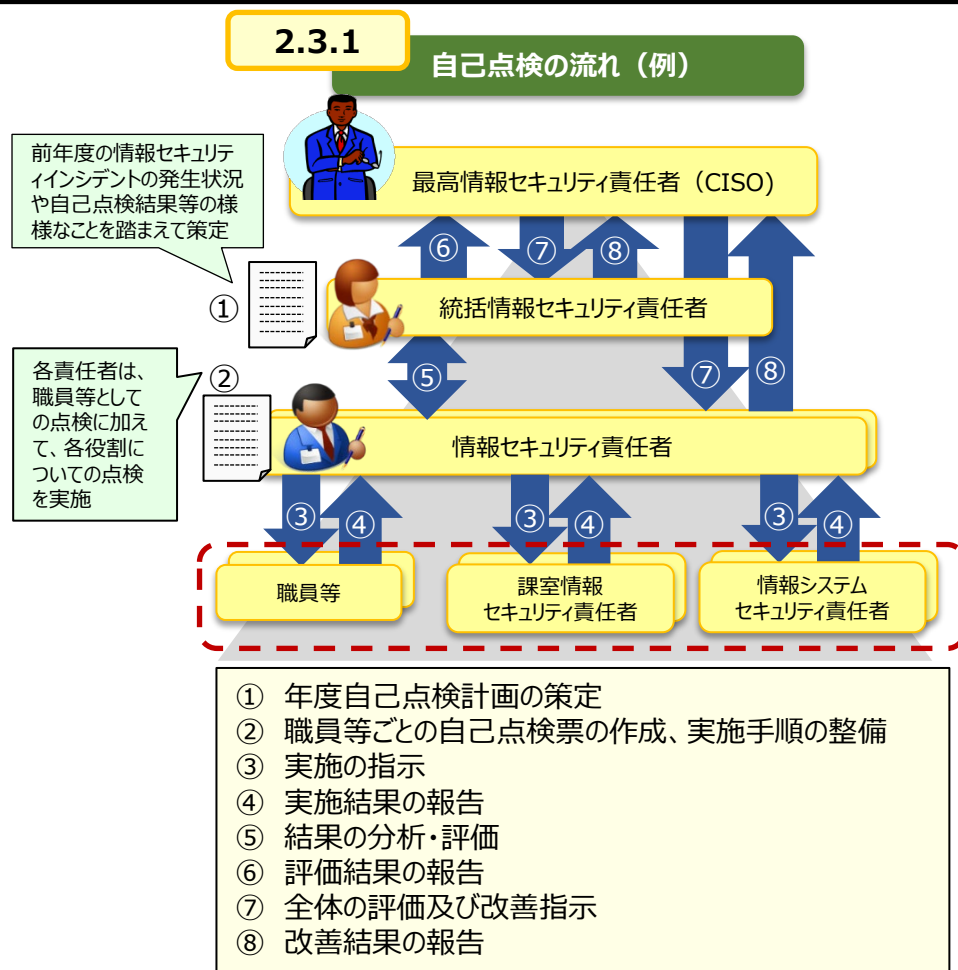 2.3.1
自己点検の流れ（例）
前年度の情報セキュリテ
ィインシデントの発生状況
や自己点検結果等の様
様なことを踏まえて策定
最高情報セキュリティ責任者（CISO)
⑥
⑦
⑧
①
統括情報セキュリティ責任者
各責任者は、
職員等として
の点検に加え
て、各役割に
ついての点検
を実施
②
⑤
⑦
⑧
情報セキュリティ責任者
③
④
③
④
③
④
職員等
課室情報
セキュリティ責任者
情報システム
セキュリティ責任者
① 年度自己点検計画の策定
② 職員等ごとの自己点検票の作成、実施手順の整備
③ 実施の指示
④ 実施結果の報告
⑤ 結果の分析・評価
⑥ 評価結果の報告
⑦ 全体の評価及び改善指示
⑧ 改善結果の報告